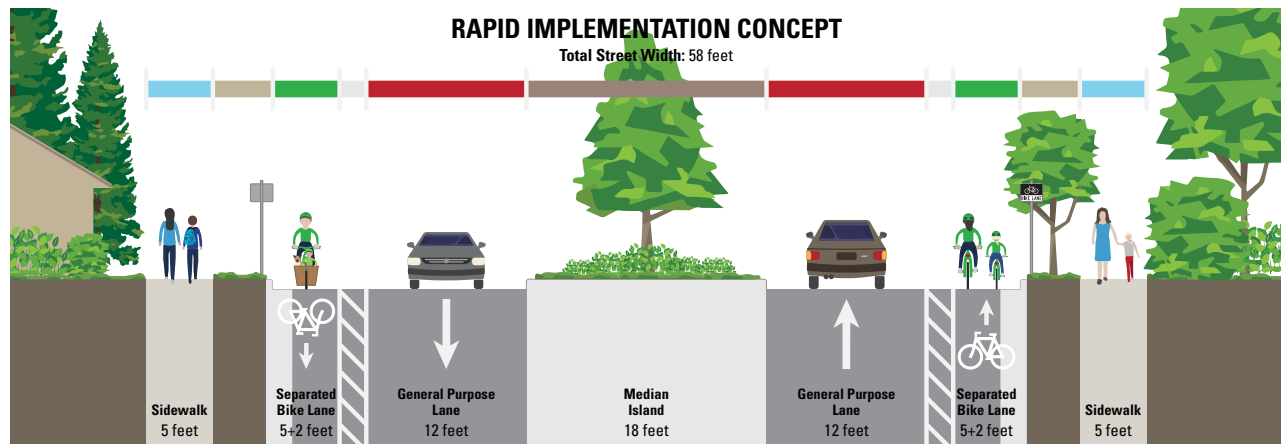 RAPID IMPLEMENTATION CONCEPT
Total Street Width: 58 feet
BIKE LANE
Sidewalk
5 feet
Separated
Bike Lane
5+2 feet
General Purpose
Lane
12 feet
Median
Island
18 feet
General Purpose
Lane
12 feet
Separated
Bike Lane
5+2 feet
Sidewalk
5 feet